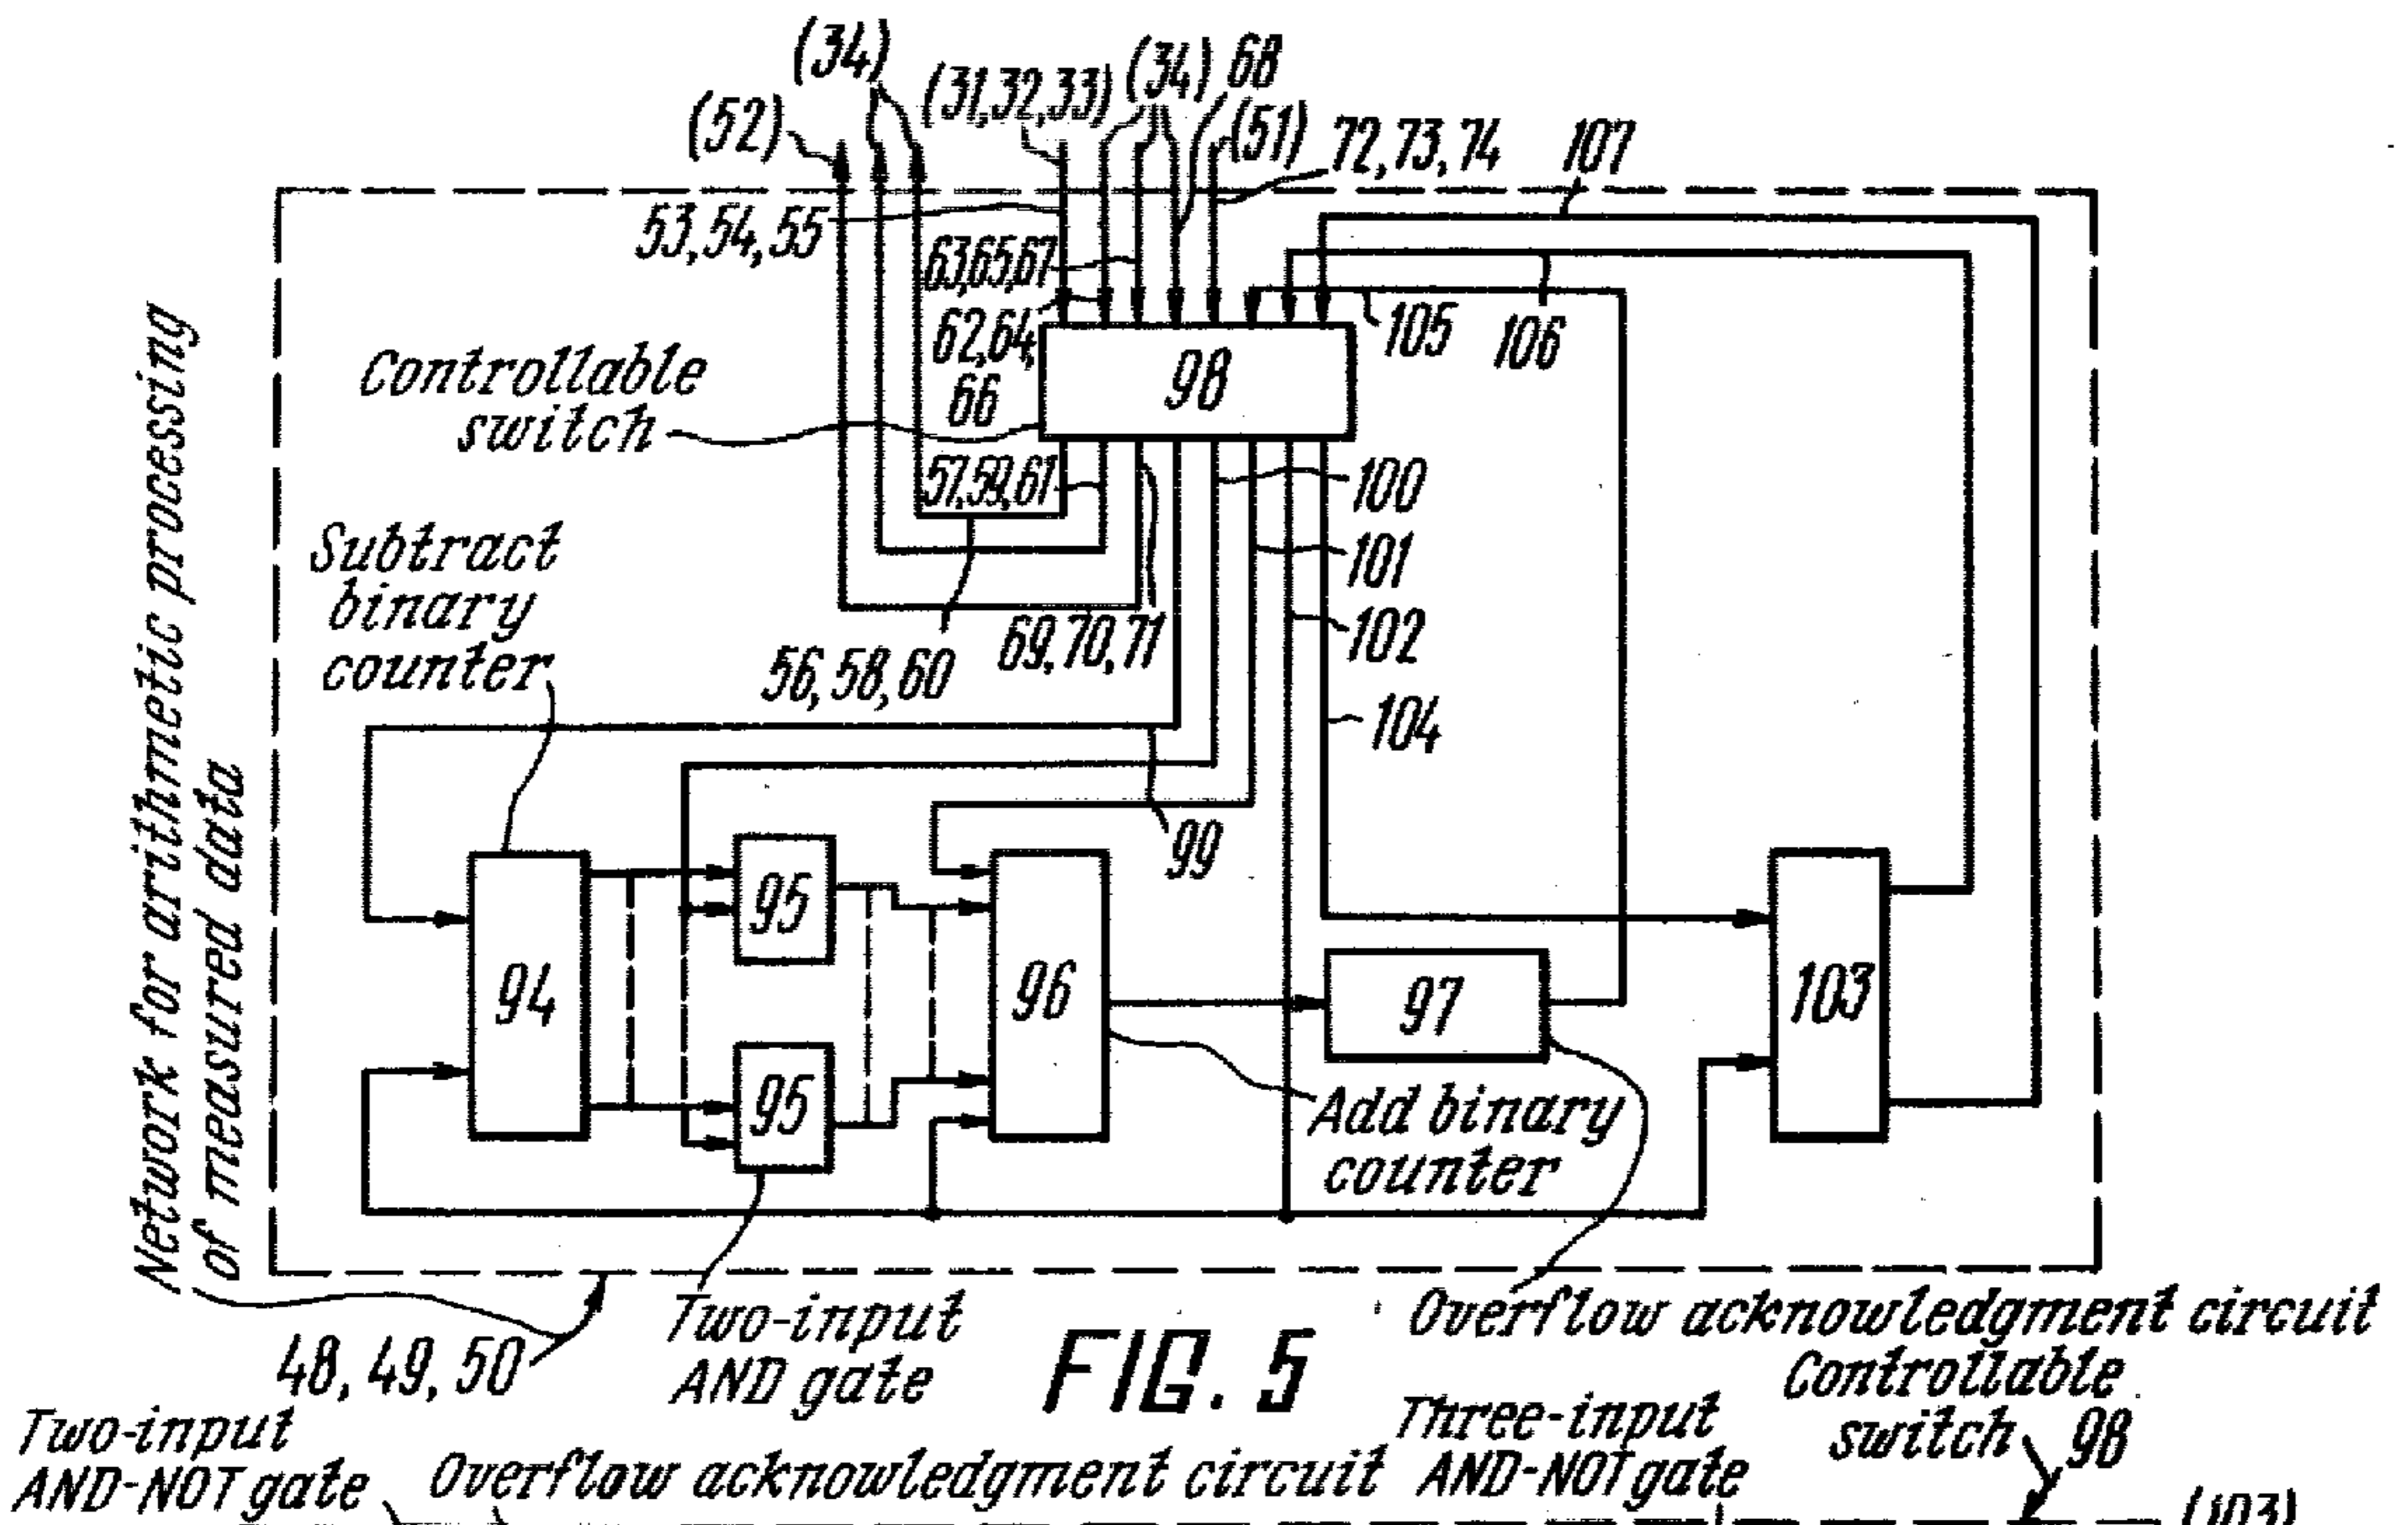 (34)
(52)
(31,32,33)
(34)
68
(51)
72, 73, 74
107
53, 54, 55
63,65,67
62,64,
66
105
106
98
Controllable
switch
57,59,61
100
101
102
104
Subtract
binary
counter
56, 58, 60
69, 70, 71
99
Network for arithmetic processing
of measured data
94
95
95
96
97
103
Add binary
counter
48, 49, 50
Two-input
AND gate
FIG. 5
Overflow acknowledgment circuit
Controllable
switch
98
Two-input
AND-NOT gate
Overflow acknowledgment circuit
Three-input
AND-NOT gate
(103)